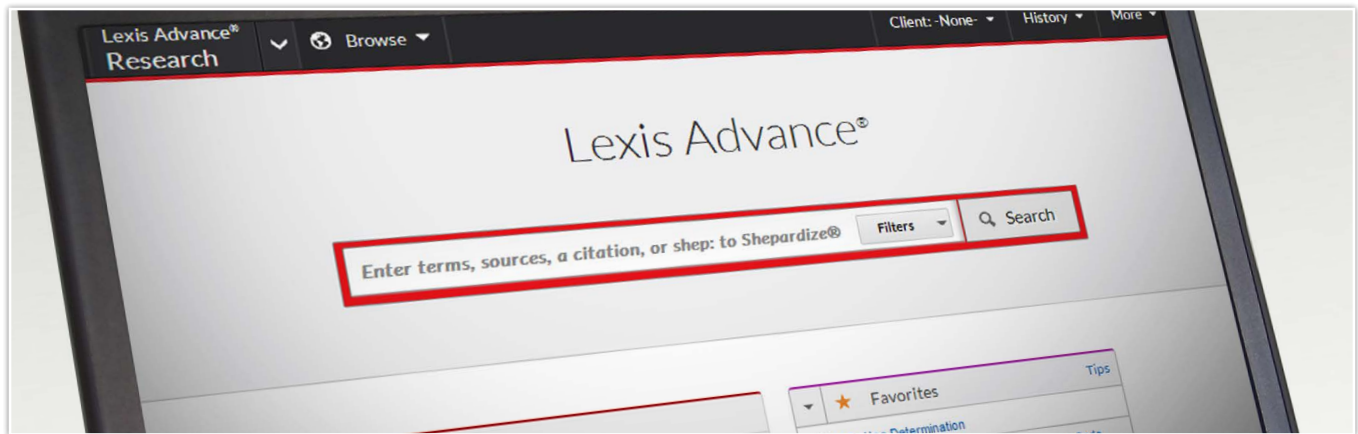 Lexis Advance®
Research
Browse
Client: -None-
History
More
Lexis Advance®
Enter terms, sources, a citation, or shep: to Shepardize®
Filters
Search
Favorites
Tips
Determination